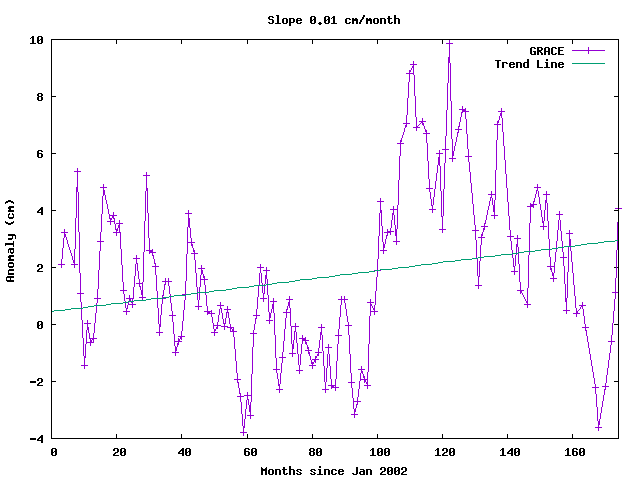 Slope 0.01 cm/month
GRACE
Trend Line
10
8
6
4
2
0
-2
-4
Anomaly (cm)
0 20 40 60 80 100 120 140 160
Months since Jan 2002